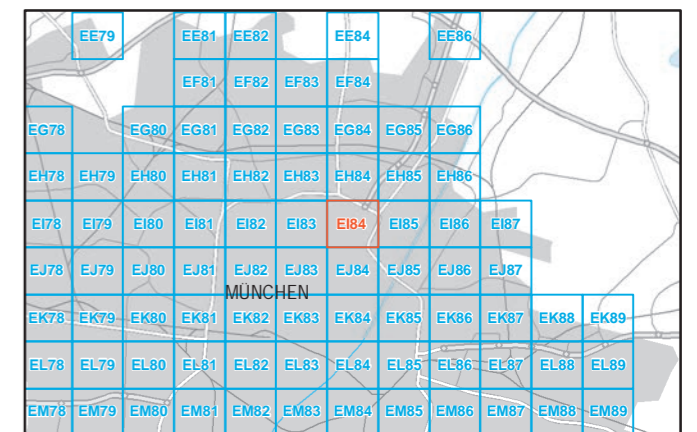 EE79 EE81 EE82 EE84 EE86
EF81 EF82 EF83 EF84
EG78 EG80 EG81 EG82 EG83 EG84 EG85 EG86
EH78 EH79 EH80 EH81 EH82 EH83 EH84 EH85 EH86
EI78 EI79 EI80 EI81 EI82 EI83 EI84 EI85 EI86 EI87
EJ78 EJ79 EJ80 EJ81 EJ82 EJ83 EJ84 EJ85 EJ86 EJ87
MÜNCHEN
EK78 EK79 EK80 EK81 EK82 EK83 EK84 EK85 EK86 EK87 EK88 EK89
EL78 EL79 EL80 EL81 EL82 EL83 EL84 EL85 EL86 EL87 EL88 EL89
EM78 EM79 EM80 EM81 EM82 EM83 EM84 EM85 EM86 EM87 EM88 EM89